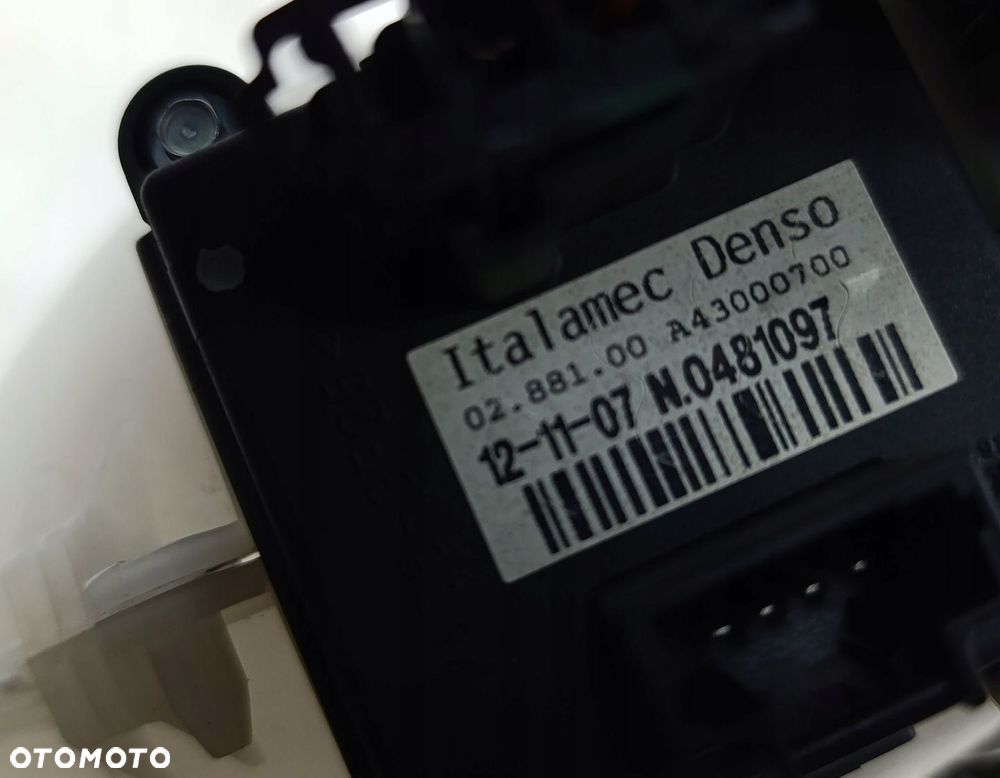 Italamec Denso
02.881.00 A43000700
12-11-07 N.0481097
OTOMOTO